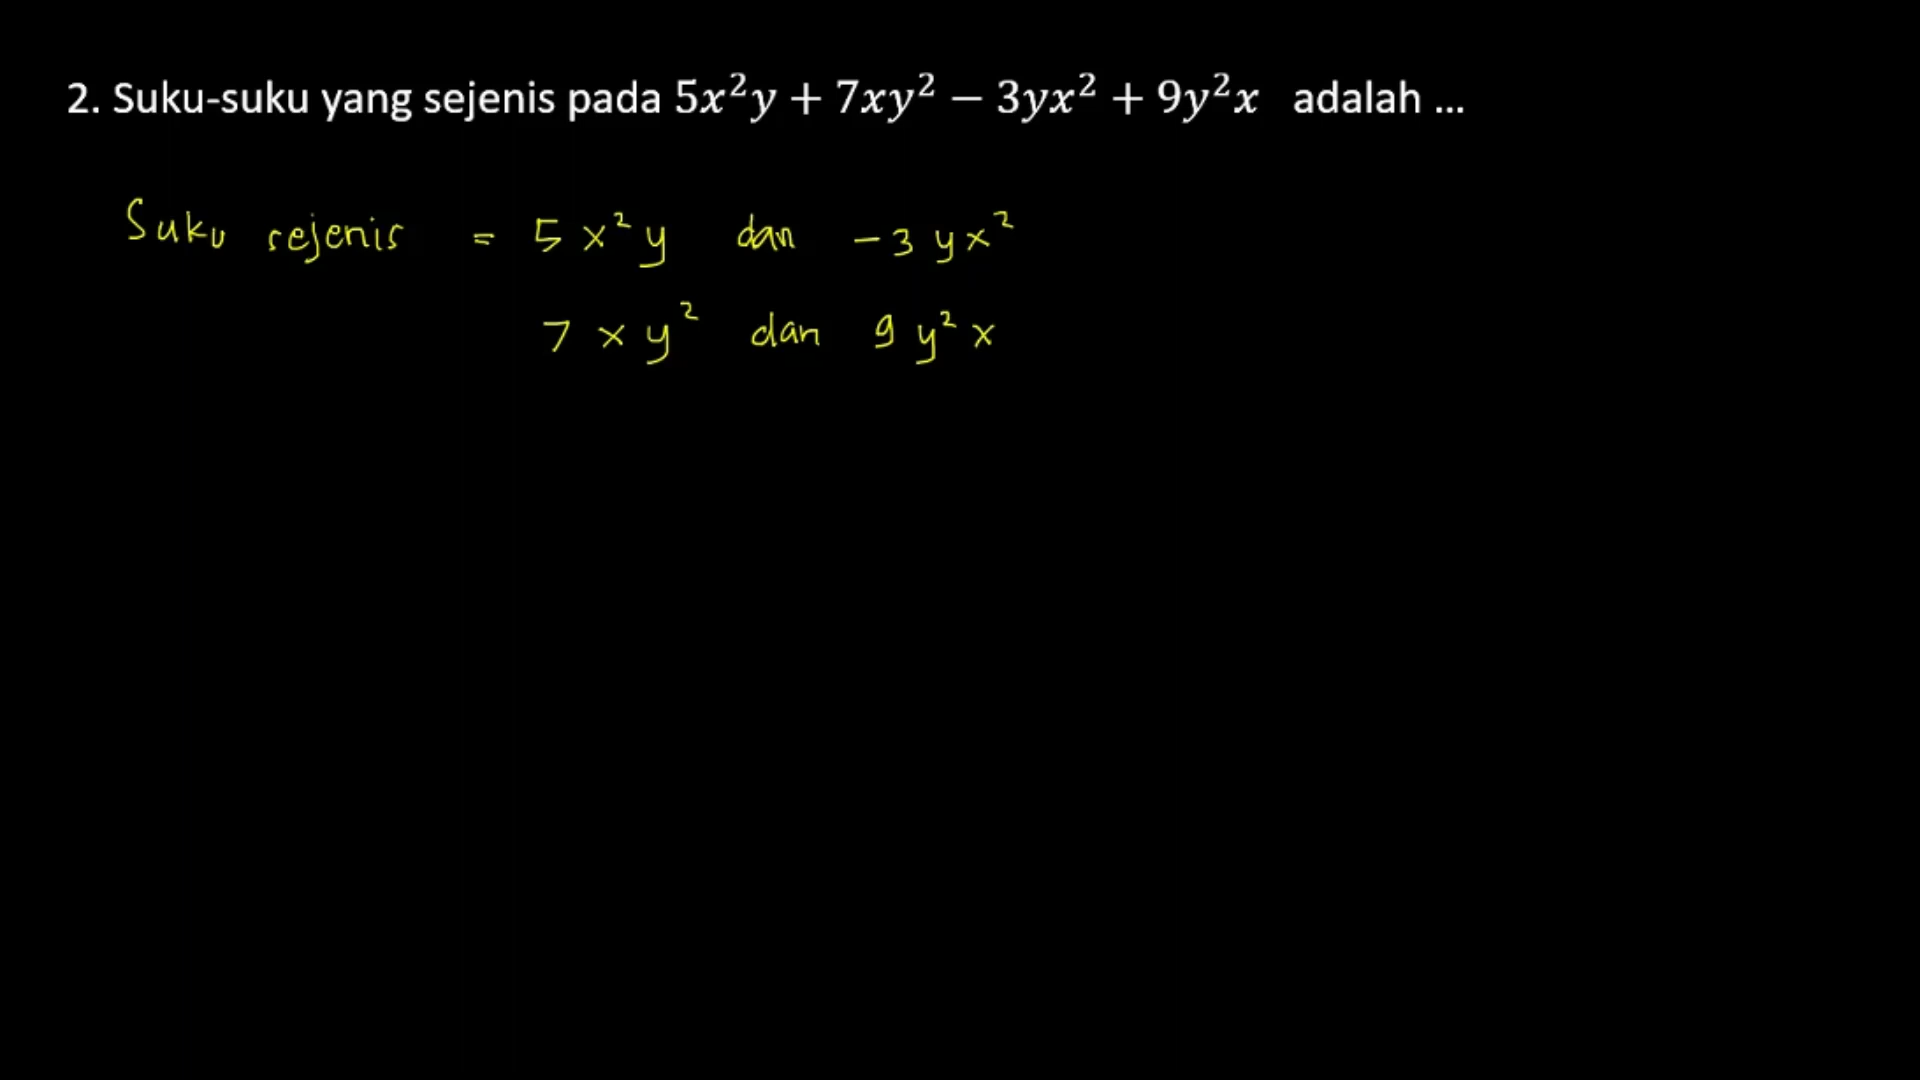 2. Suku-suku yang sejenis pada 5x²y + 7xy² − 3yx² + 9y²x adalah ...
Suku sejenis = 5x²y dan −3yx²
7xy² dan 9y²x